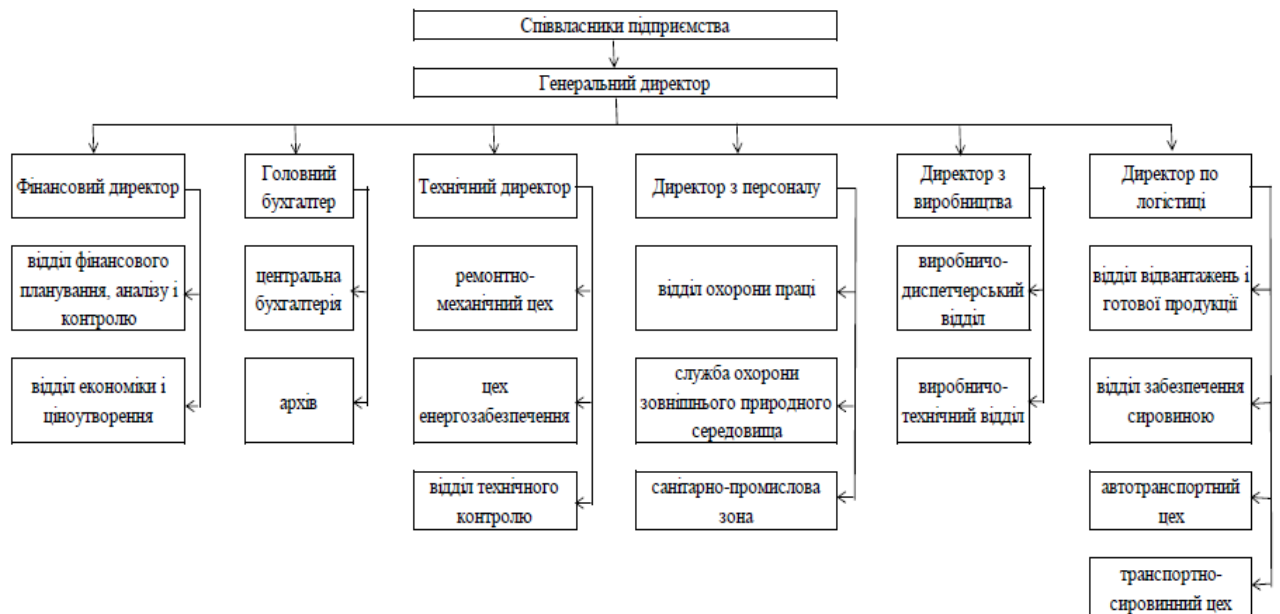 Співвласники підприємства
Генеральний директор
Фінансовий директор
Головний
бухгалтер
Технічний директор
Директор з персоналу
Директор з
виробництва
Директор по
логістиці
відділ фінансового
планування, аналізу і
контролю
центральна
бухгалтерія
ремонтно-
механічний цех
відділ охорони праці
виробничо-
диспетчерський
відділ
відділ відвантажень і
готової продукції
відділ економіки і
ціноутворення
архів
цех
енергозабезпечення
служба охорони
зовнішнього природного
середовища
виробничо-
технічний відділ
відділ забезпечення
сировиною
відділ технічного
контролю
санітарно-промислова
зона
автотранспортний
цех
транспортно-
сировинний цех